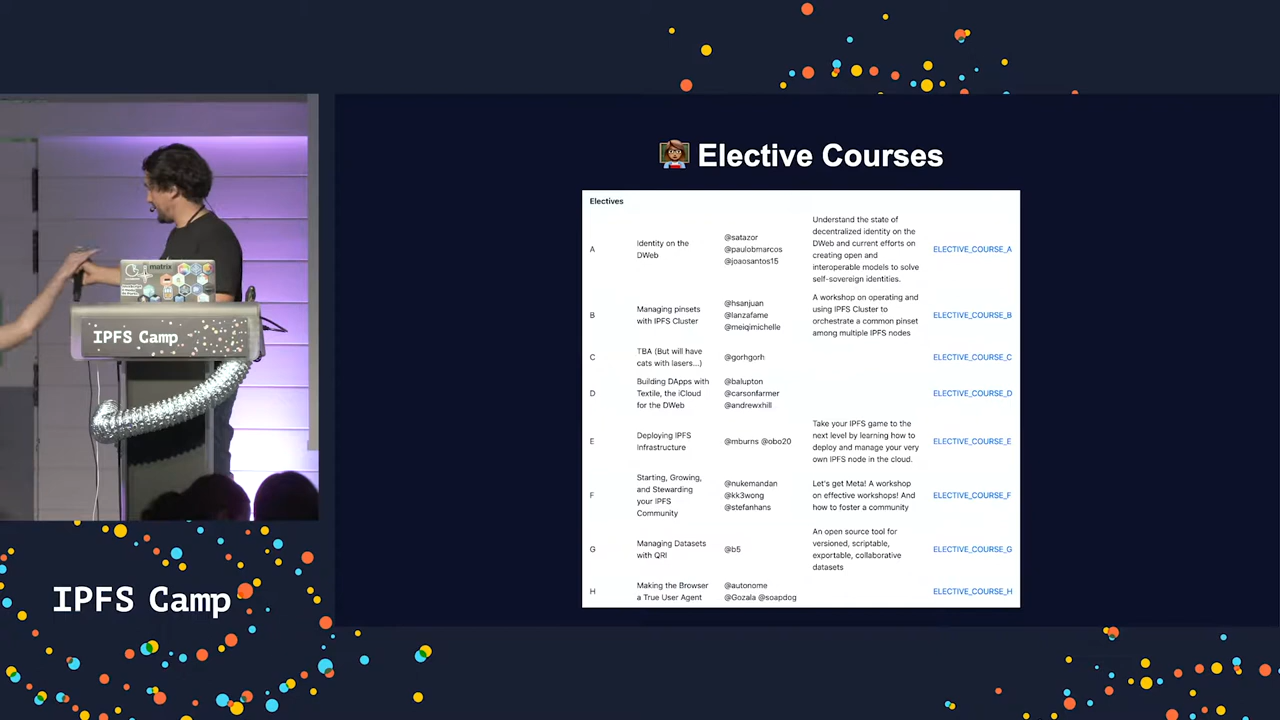 Elective Courses
Electives
A
Identity on the
DWeb
@satazor
@paulobmarcos
@joaosantos15
Understand the state of
decentralized identity on the
DWeb and current efforts on
creating open and
interoperable models to solve
self-sovereign identities.
ELECTIVE_COURSE_A
B
Managing pinsets
with IPFS Cluster
@hsanjuan
@lanzafame
@meiqimichelle
A workshop on operating and
using IPFS Cluster to
orchestrate a common pinset
among multiple IPFS nodes
ELECTIVE_COURSE_B
C
TBA (But will have
cats with lasers...)
@gorhgorh
ELECTIVE_COURSE_C
D
Building DApps with
Textile, the iCloud
for the DWeb
@balupton
@carsonfarmer
@andrewxhill
ELECTIVE_COURSE_D
E
Deploying IPFS
Infrastructure
@mburns @obo20
Take your IPFS game to the
next level by learning how to
deploy and manage your very
own IPFS node in the cloud.
ELECTIVE_COURSE_E
F
Starting, Growing,
and Stewarding
your IPFS
Community
@nukemandan
@kk3wong
@stefanhans
Let's get Meta! A workshop
on effective workshops! And
how to foster a community
ELECTIVE_COURSE_F
G
Managing Datasets
with QRI
@b5
An open source tool for
versioned, scriptable,
exportable, collaborative
datasets
ELECTIVE_COURSE_G
H
Making the Browser
a True User Agent
@autonome
@Gozala @soapdog
ELECTIVE_COURSE_H
matrix
IPFS Camp
IPFS Camp